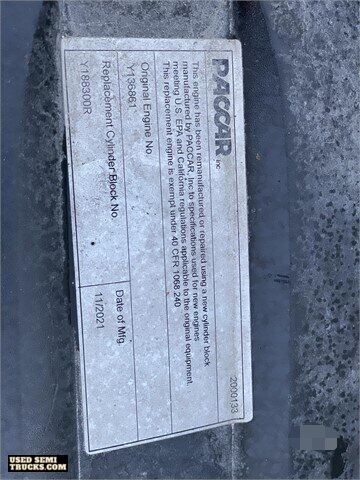 PACCAR inc
2000133
This engine has been remanufactured or repaired using a new cylinder block
manufactured by PACCAR, Inc to specifications used for new engines
meeting U.S. EPA and California regulations applicable to the original equipment.
This replacement engine is exempt under 40 CFR 1068.240
Original Engine No
Y136861
Replacement Cylinder Block No.
Y188300R
Date of Mfg.
11/2021
USED SEMI
TRUCKS.COM